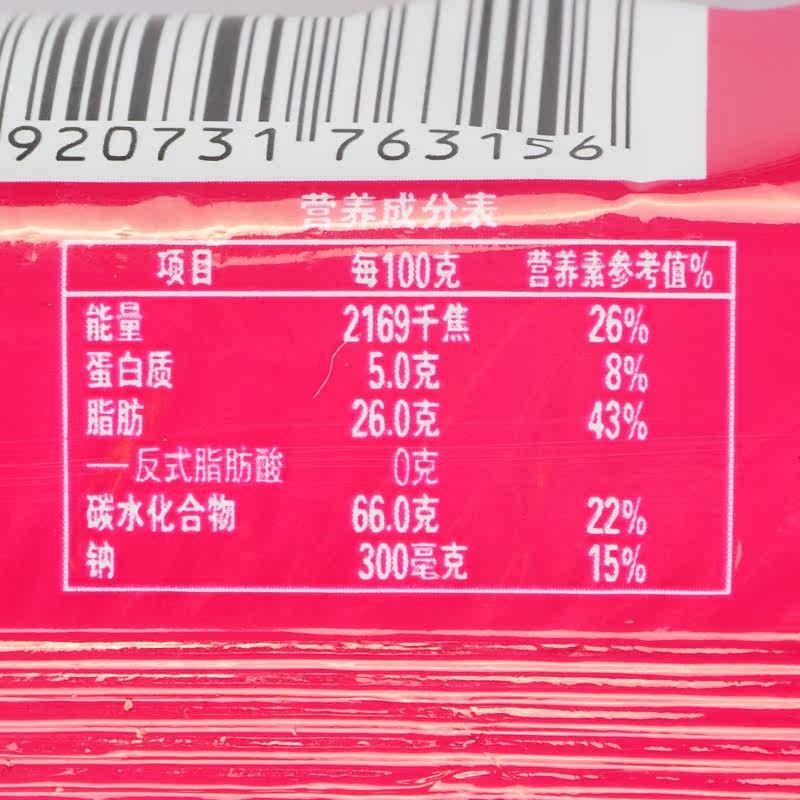 920731 763156
营养成分表
项目 每100克 营养素参考值%
能量 2169千焦 26%
蛋白质 5.0克 8%
脂肪 26.0克 43%
—反式脂肪酸 0克
碳水化合物 66.0克 22%
钠 300毫克 15%